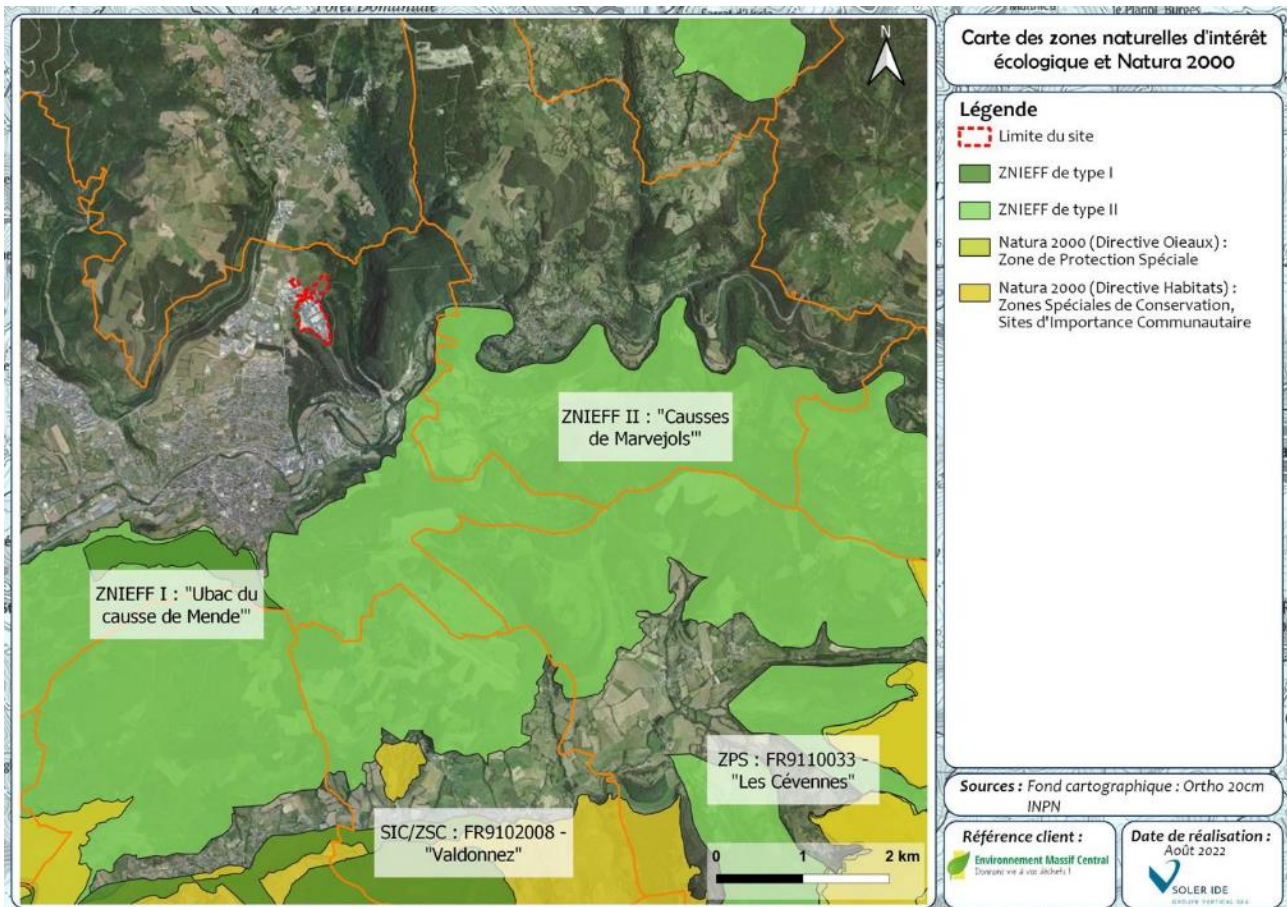 Carte des zones naturelles d'intérêt
écologique et Natura 2000
N
Légende
Limite du site
ZNIEFF de type I
ZNIEFF de type II
Natura 2000 (Directive Oieaux) :
Zone de Protection Spéciale
Natura 2000 (Directive Habitats) :
Zones Spéciales de Conservation,
Sites d'Importance Communautaire
ZNIEFF II : "Causses
de Marvejols""
ZNIEFF I : "Ubac du
causse de Mende""
ZPS : FR9110033 -
"Les Cévennes"
SIC/ZSC : FR9102008 -
"Valdonnez"
0 1 2 km
Sources : Fond cartographique : Ortho 20cm
INPN
Référence client :
Environnement Massif Central
Donnons vie à vos déchets !
Date de réalisation :
Août 2022
SOLER IDE